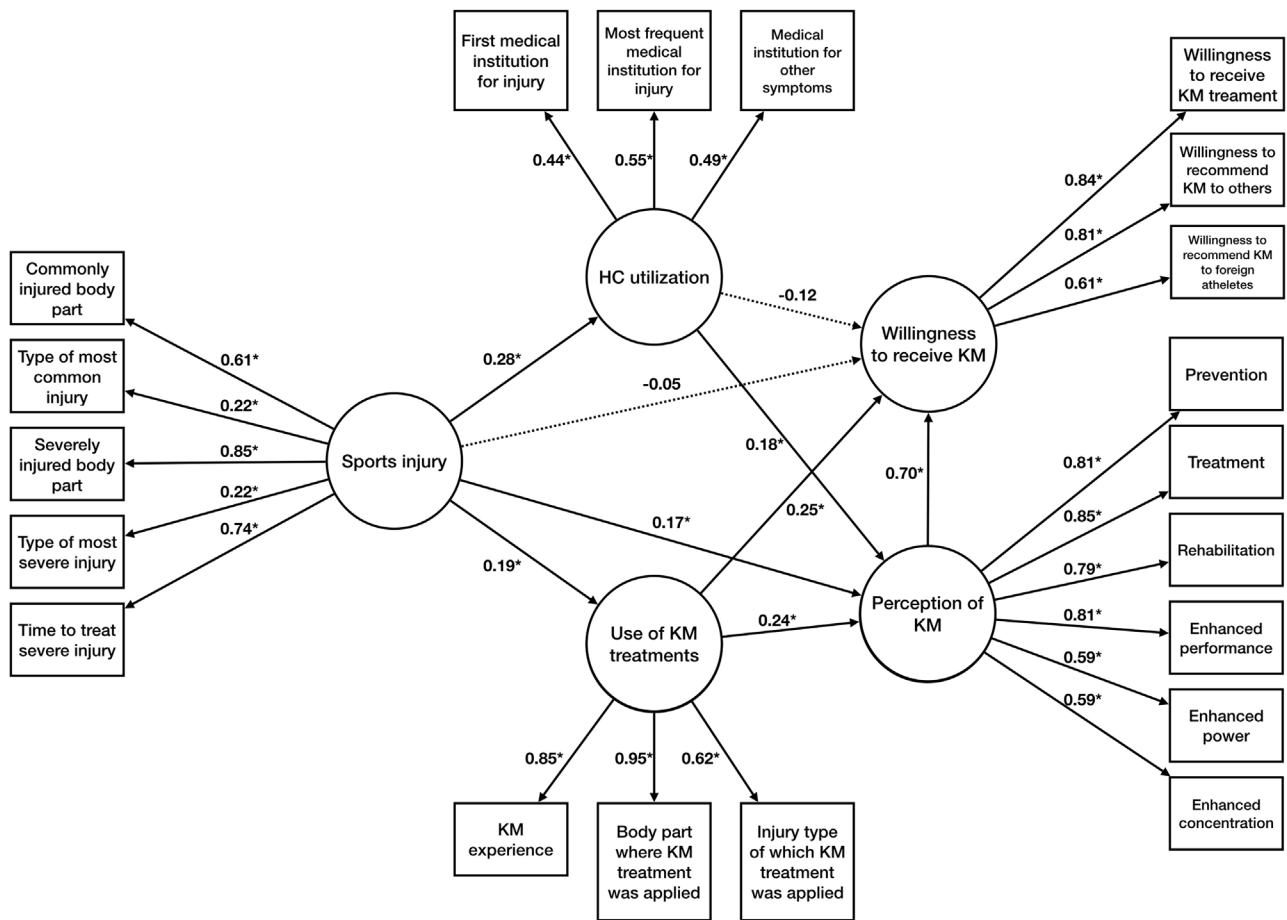 First medical
institution
for injury
Most frequent
medical
institution for
injury
Medical
institution for
other
symptoms
Willingness
to receive
KM treament
Willingness to
recommend
KM to others
Willingness to
recommend KM
to foreign
atheletes
0.44*
0.55*
0.49*
0.84*
0.81*
0.61*
HC utilization
Willingness
to receive KM
-0.12
-0.05
Commonly
injured body
part
Type of most
common
injury
Severely
injured body
part
Type of most
severe injury
Time to treat
severe injury
0.61*
0.22*
0.85*
0.22*
0.74*
Sports injury
0.28*
0.18*
0.70*
0.25*
0.17*
0.19*
0.24*
Use of KM
treatments
Perception of
KM
0.81*
0.85*
0.79*
0.81*
0.59*
0.59*
Prevention
Treatment
Rehabilitation
Enhanced
performance
Enhanced
power
Enhanced
concentration
0.85*
0.95*
0.62*
KM
experience
Body part
where KM
treatment
was applied
Injury type
of which KM
treatment
was applied